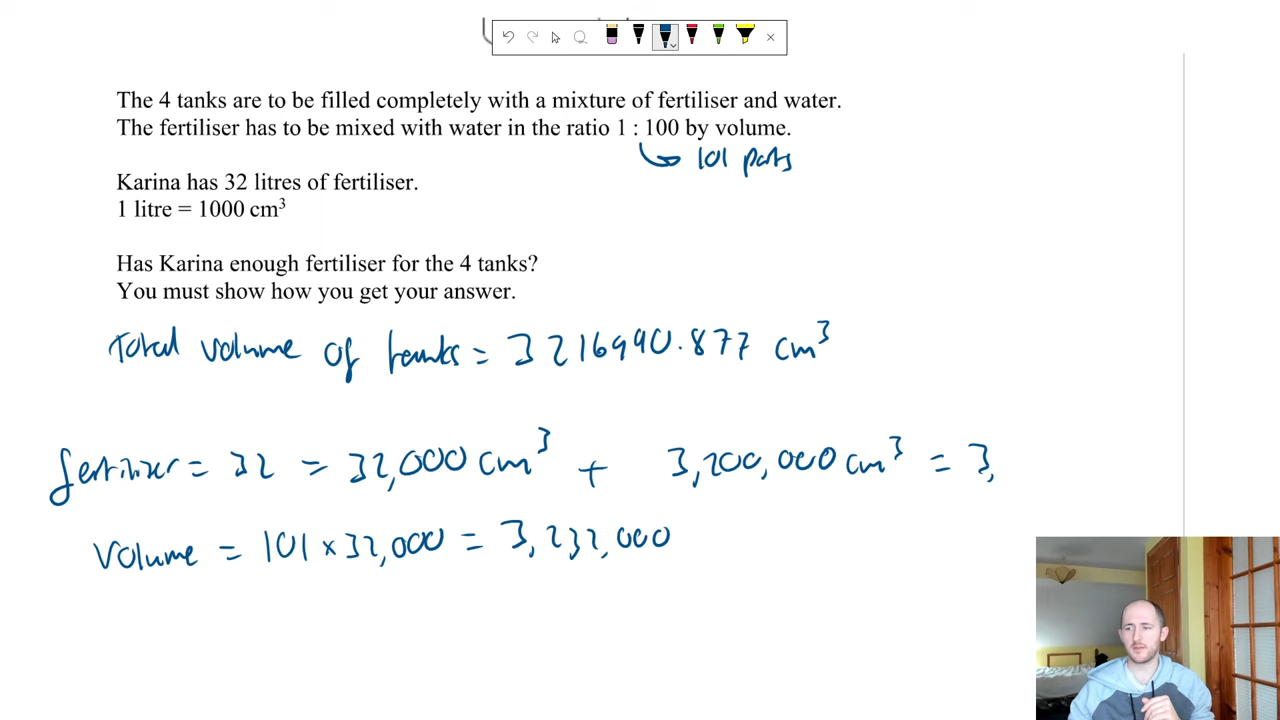 The 4 tanks are to be filled completely with a mixture of fertiliser and water.
The fertiliser has to be mixed with water in the ratio 1 : 100 by volume.
↳ 101 parts
Karina has 32 litres of fertiliser.
1 litre = 1000 cm³
Has Karina enough fertiliser for the 4 tanks?
You must show how you get your answer.
Total volume of tanks = 3216990.877 cm³
fertiliser = 32 = 32,000 cm³ + 3,200,000 cm³ = 3,
Volume = 101 × 32,000 = 3,232,000